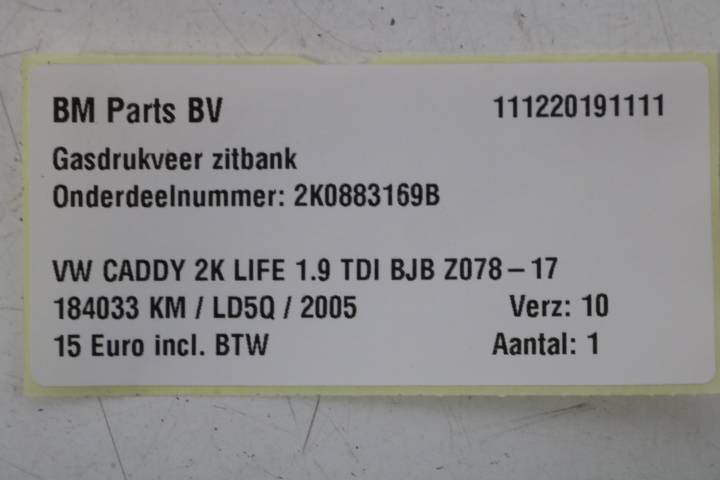 BM Parts BV 111220191111
Gasdrukveer zitbank
Onderdeelnummer: 2K0883169B
VW CADDY 2K LIFE 1.9 TDI BJB Z078 – 17
184033 KM / LD5Q / 2005 Verz: 10
15 Euro incl. BTW Aantal: 1